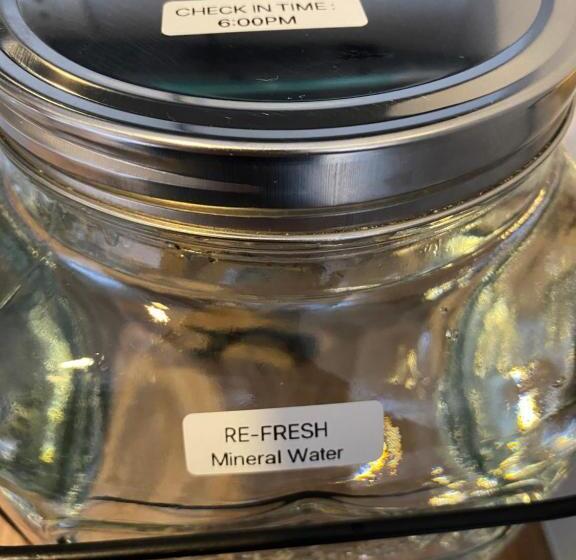 CHECK IN TIME:
6:00PM
RE-FRESH
Mineral Water